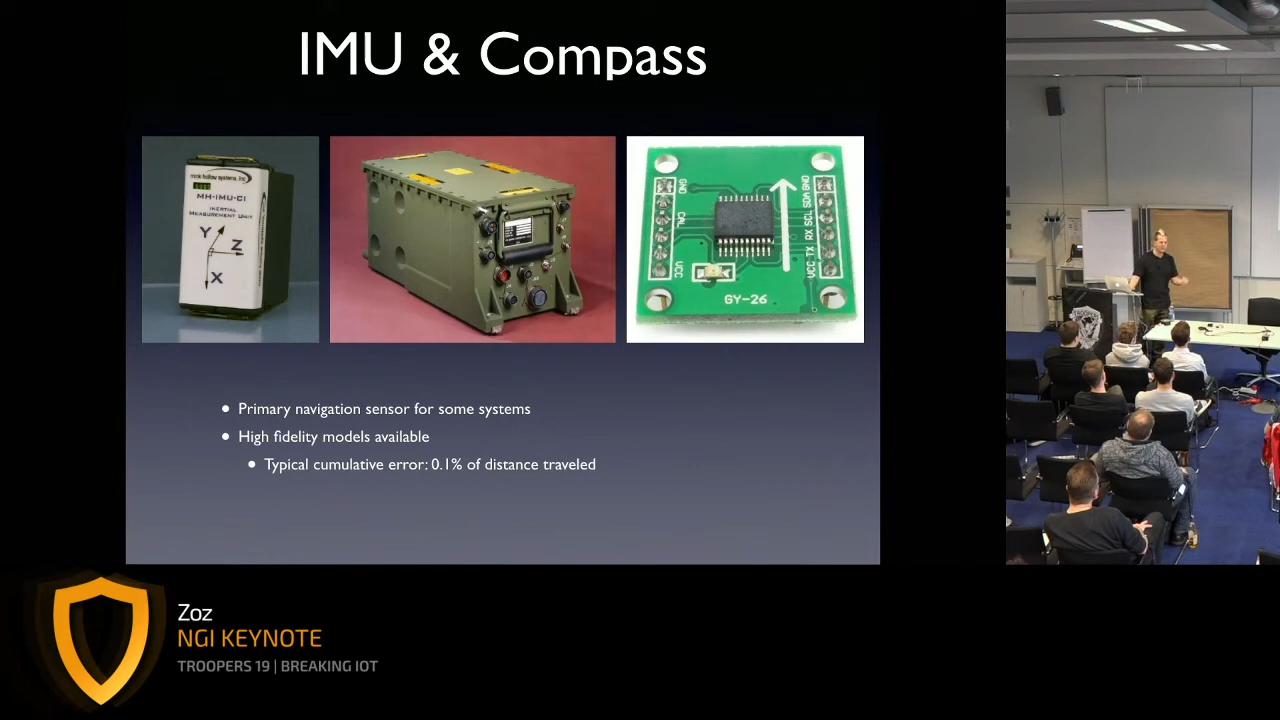 IMU & Compass
mink hollow systems, inc.
MH-IMU-CI
INERTIAL
MEASUREMENT UNIT
Y
Z
X
GND
CAL
VCC
VCC TX RX SCL SDA GND
GY-26
Primary navigation sensor for some systems
High fidelity models available
Typical cumulative error: 0.1% of distance traveled
Zoz
NGI KEYNOTE
TROOPERS 19 | BREAKING IOT